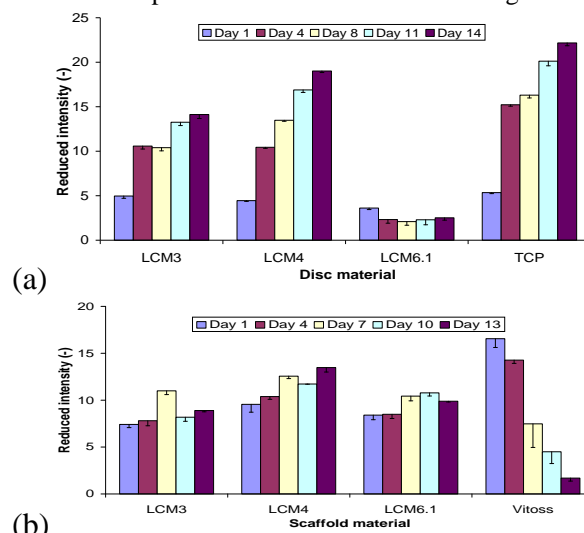 25
20
15
10
5
0
Reduced intensity (-)
Day 1 Day 4 Day 8 Day 11 Day 14
LCM3 LCM4 LCM6.1 TCP
Disc material
(a)
20
15
10
5
0
Reduced intensity (-)
Day 1 Day 4 Day 7 Day 10 Day 13
LCM3 LCM4 LCM6.1 Vitoss
Scaffold material
(b)